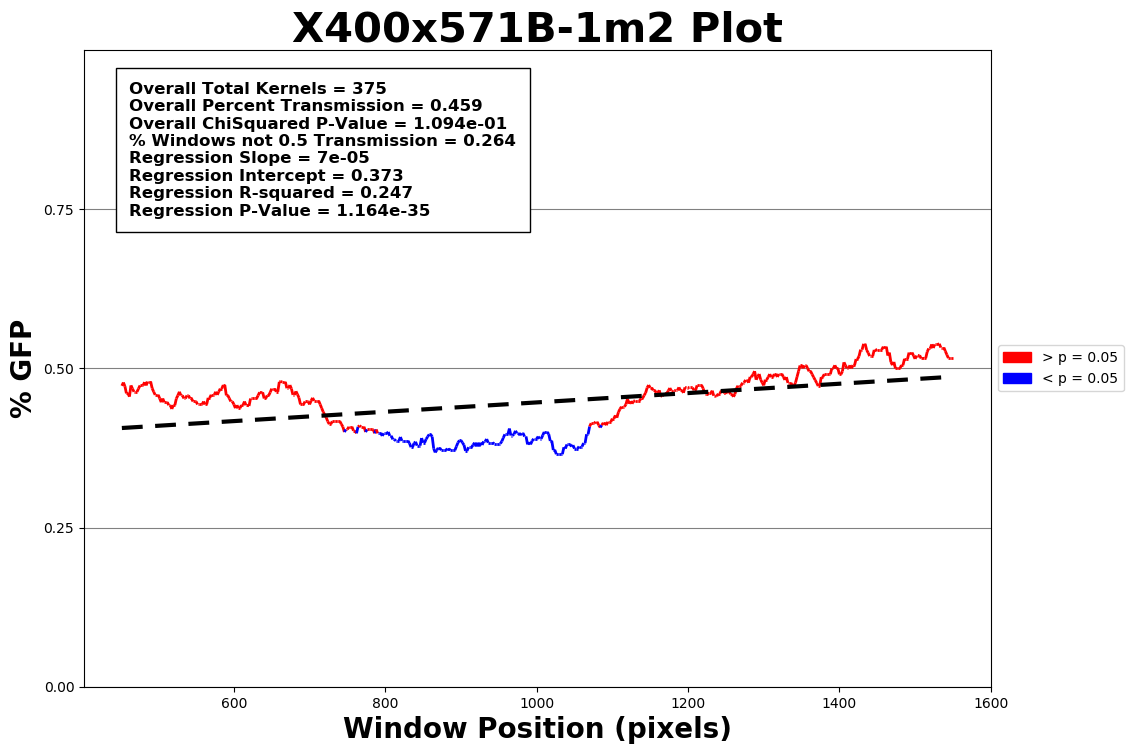 X400x571B-1m2 Plot
Overall Total Kernels = 375
Overall Percent Transmission = 0.459
Overall ChiSquared P-Value = 1.094e-01
% Windows not 0.5 Transmission = 0.264
Regression Slope = 7e-05
Regression Intercept = 0.373
Regression R-squared = 0.247
Regression P-Value = 1.164e-35
% GFP
0.75
0.50
0.25
0.00
> p = 0.05
< p = 0.05
600 800 1000 1200 1400 1600
Window Position (pixels)